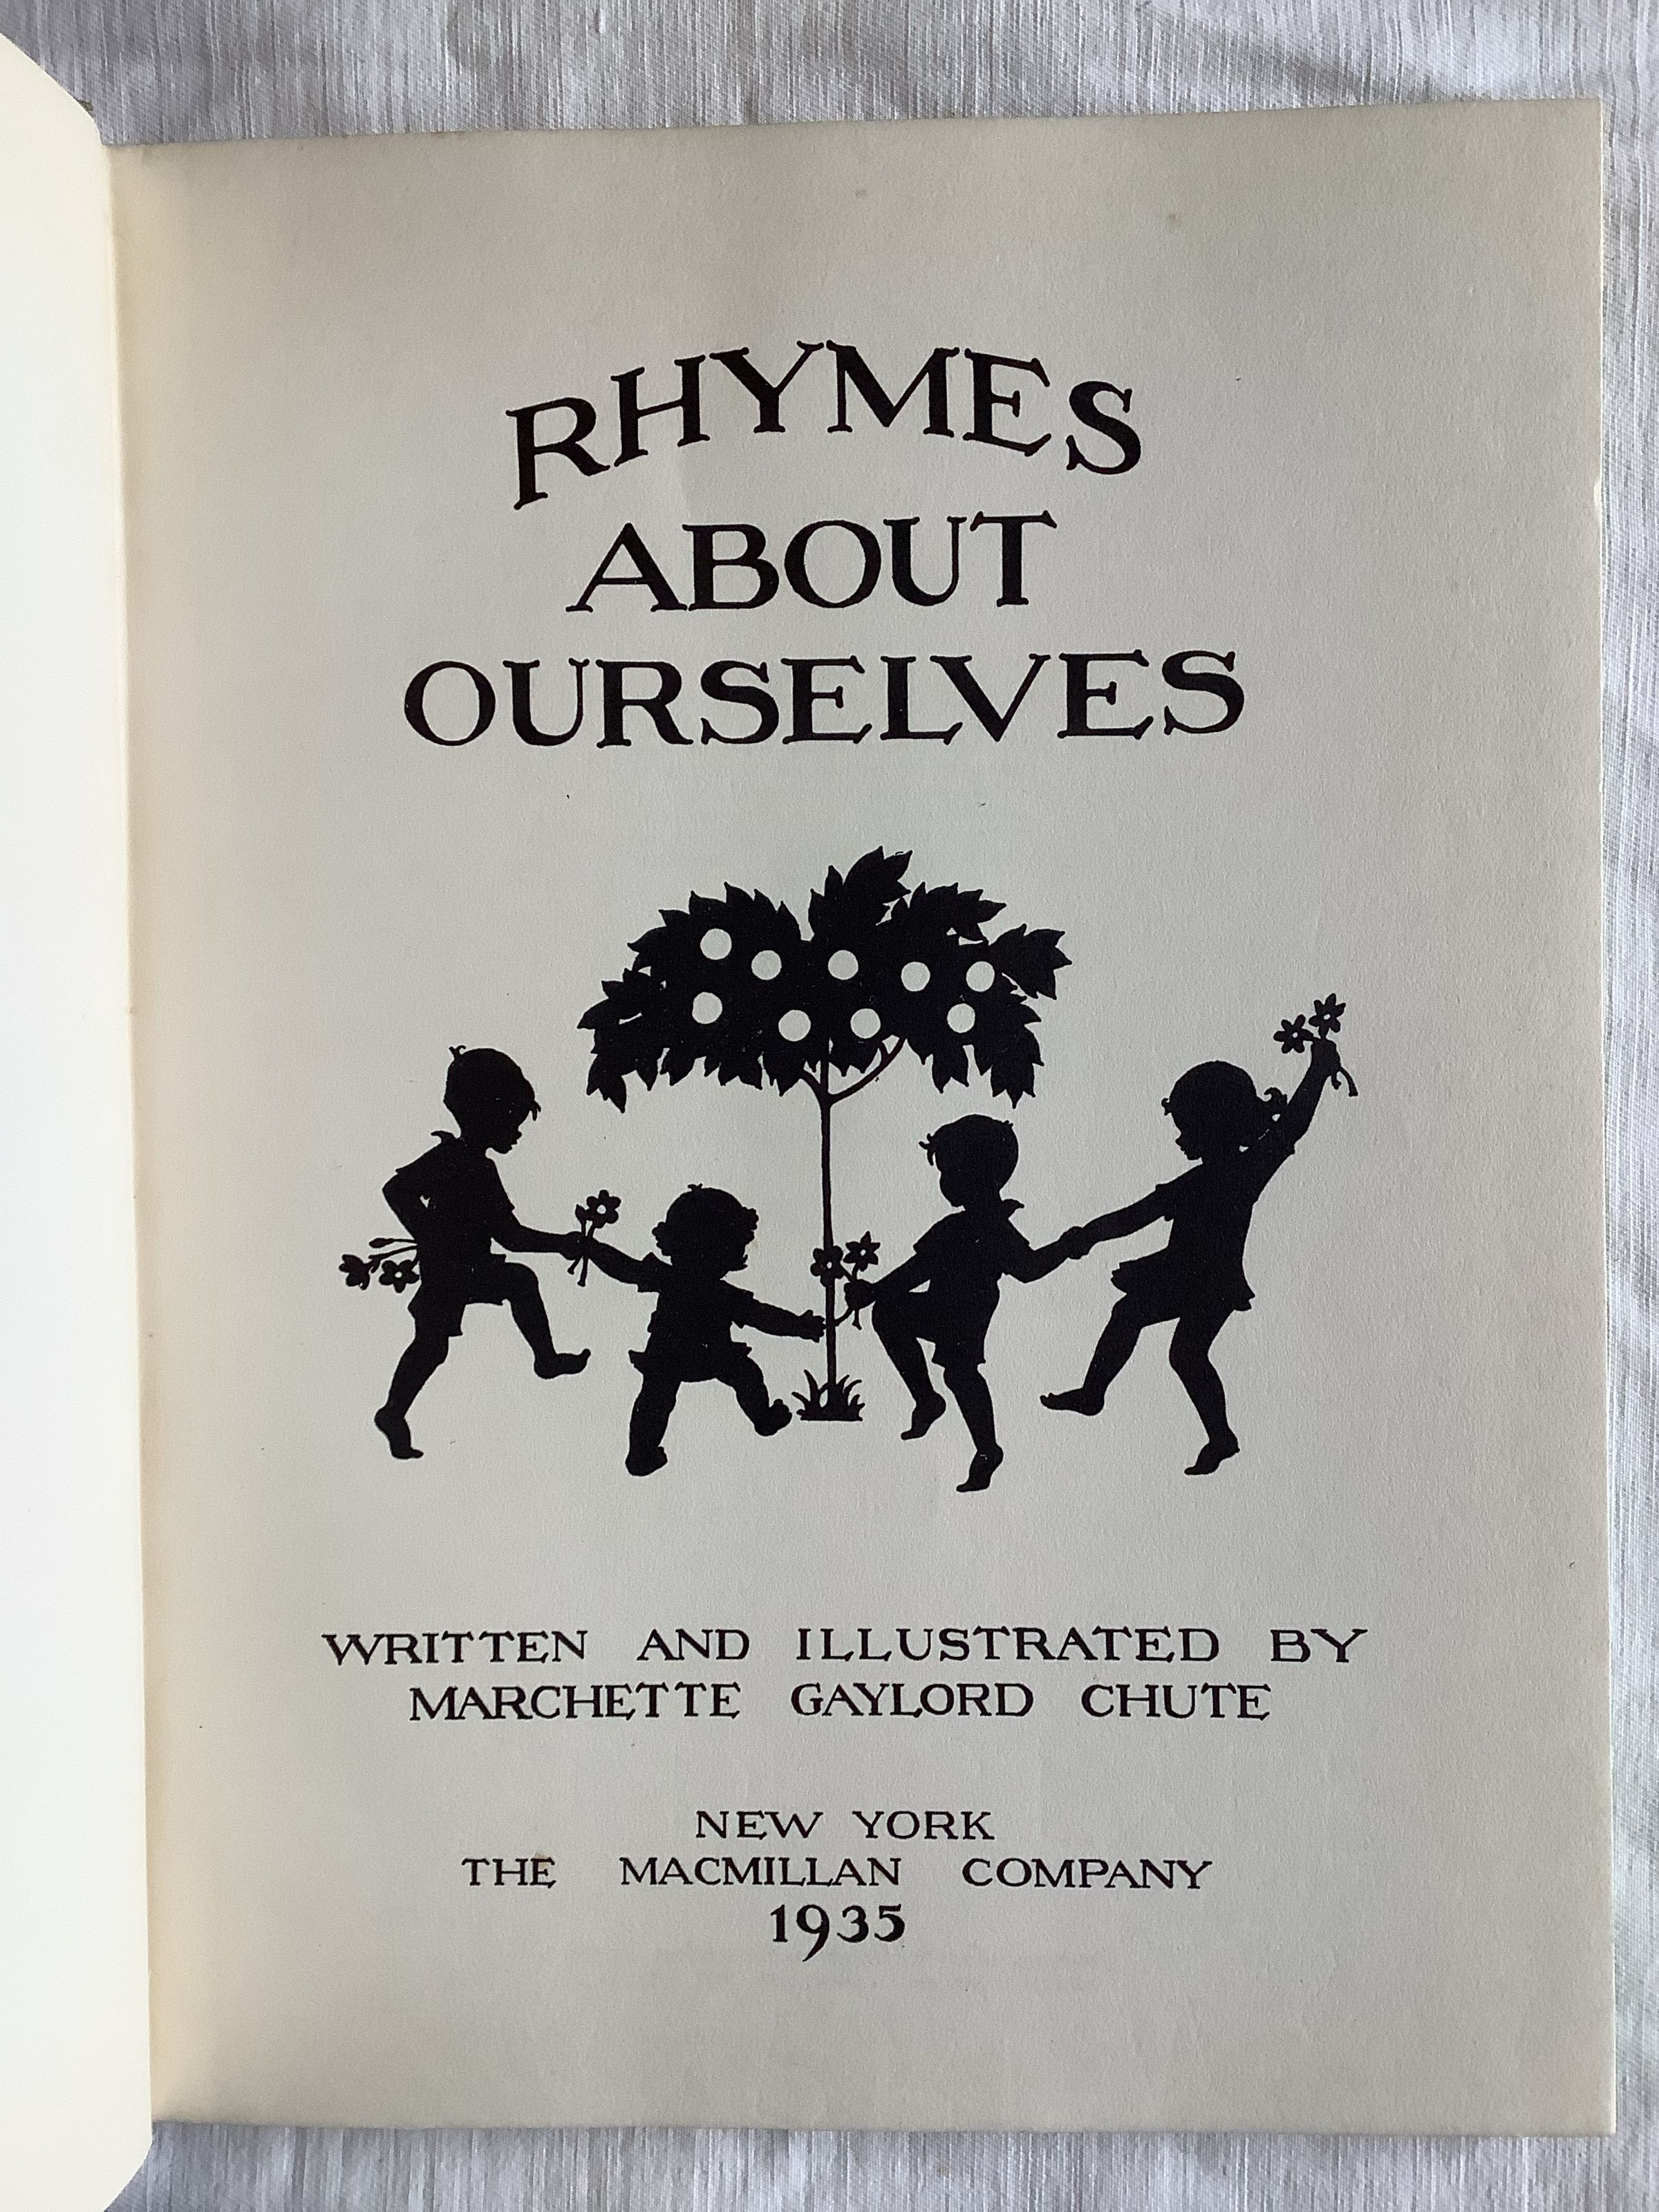 RHYMES
ABOUT
OURSELVES
WRITTEN AND ILLUSTRATED BY
MARCHETTE GAYLORD CHUTE
NEW YORK
THE MACMILLAN COMPANY
1935